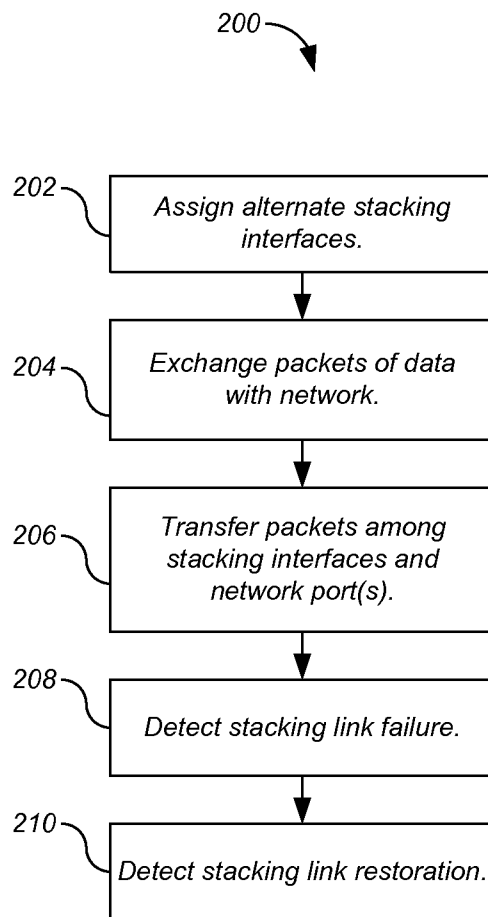 200
202
Assign alternate stacking
interfaces.
204
Exchange packets of data
with network.
206
Transfer packets among
stacking interfaces and
network port(s).
208
Detect stacking link failure.
210
Detect stacking link restoration.